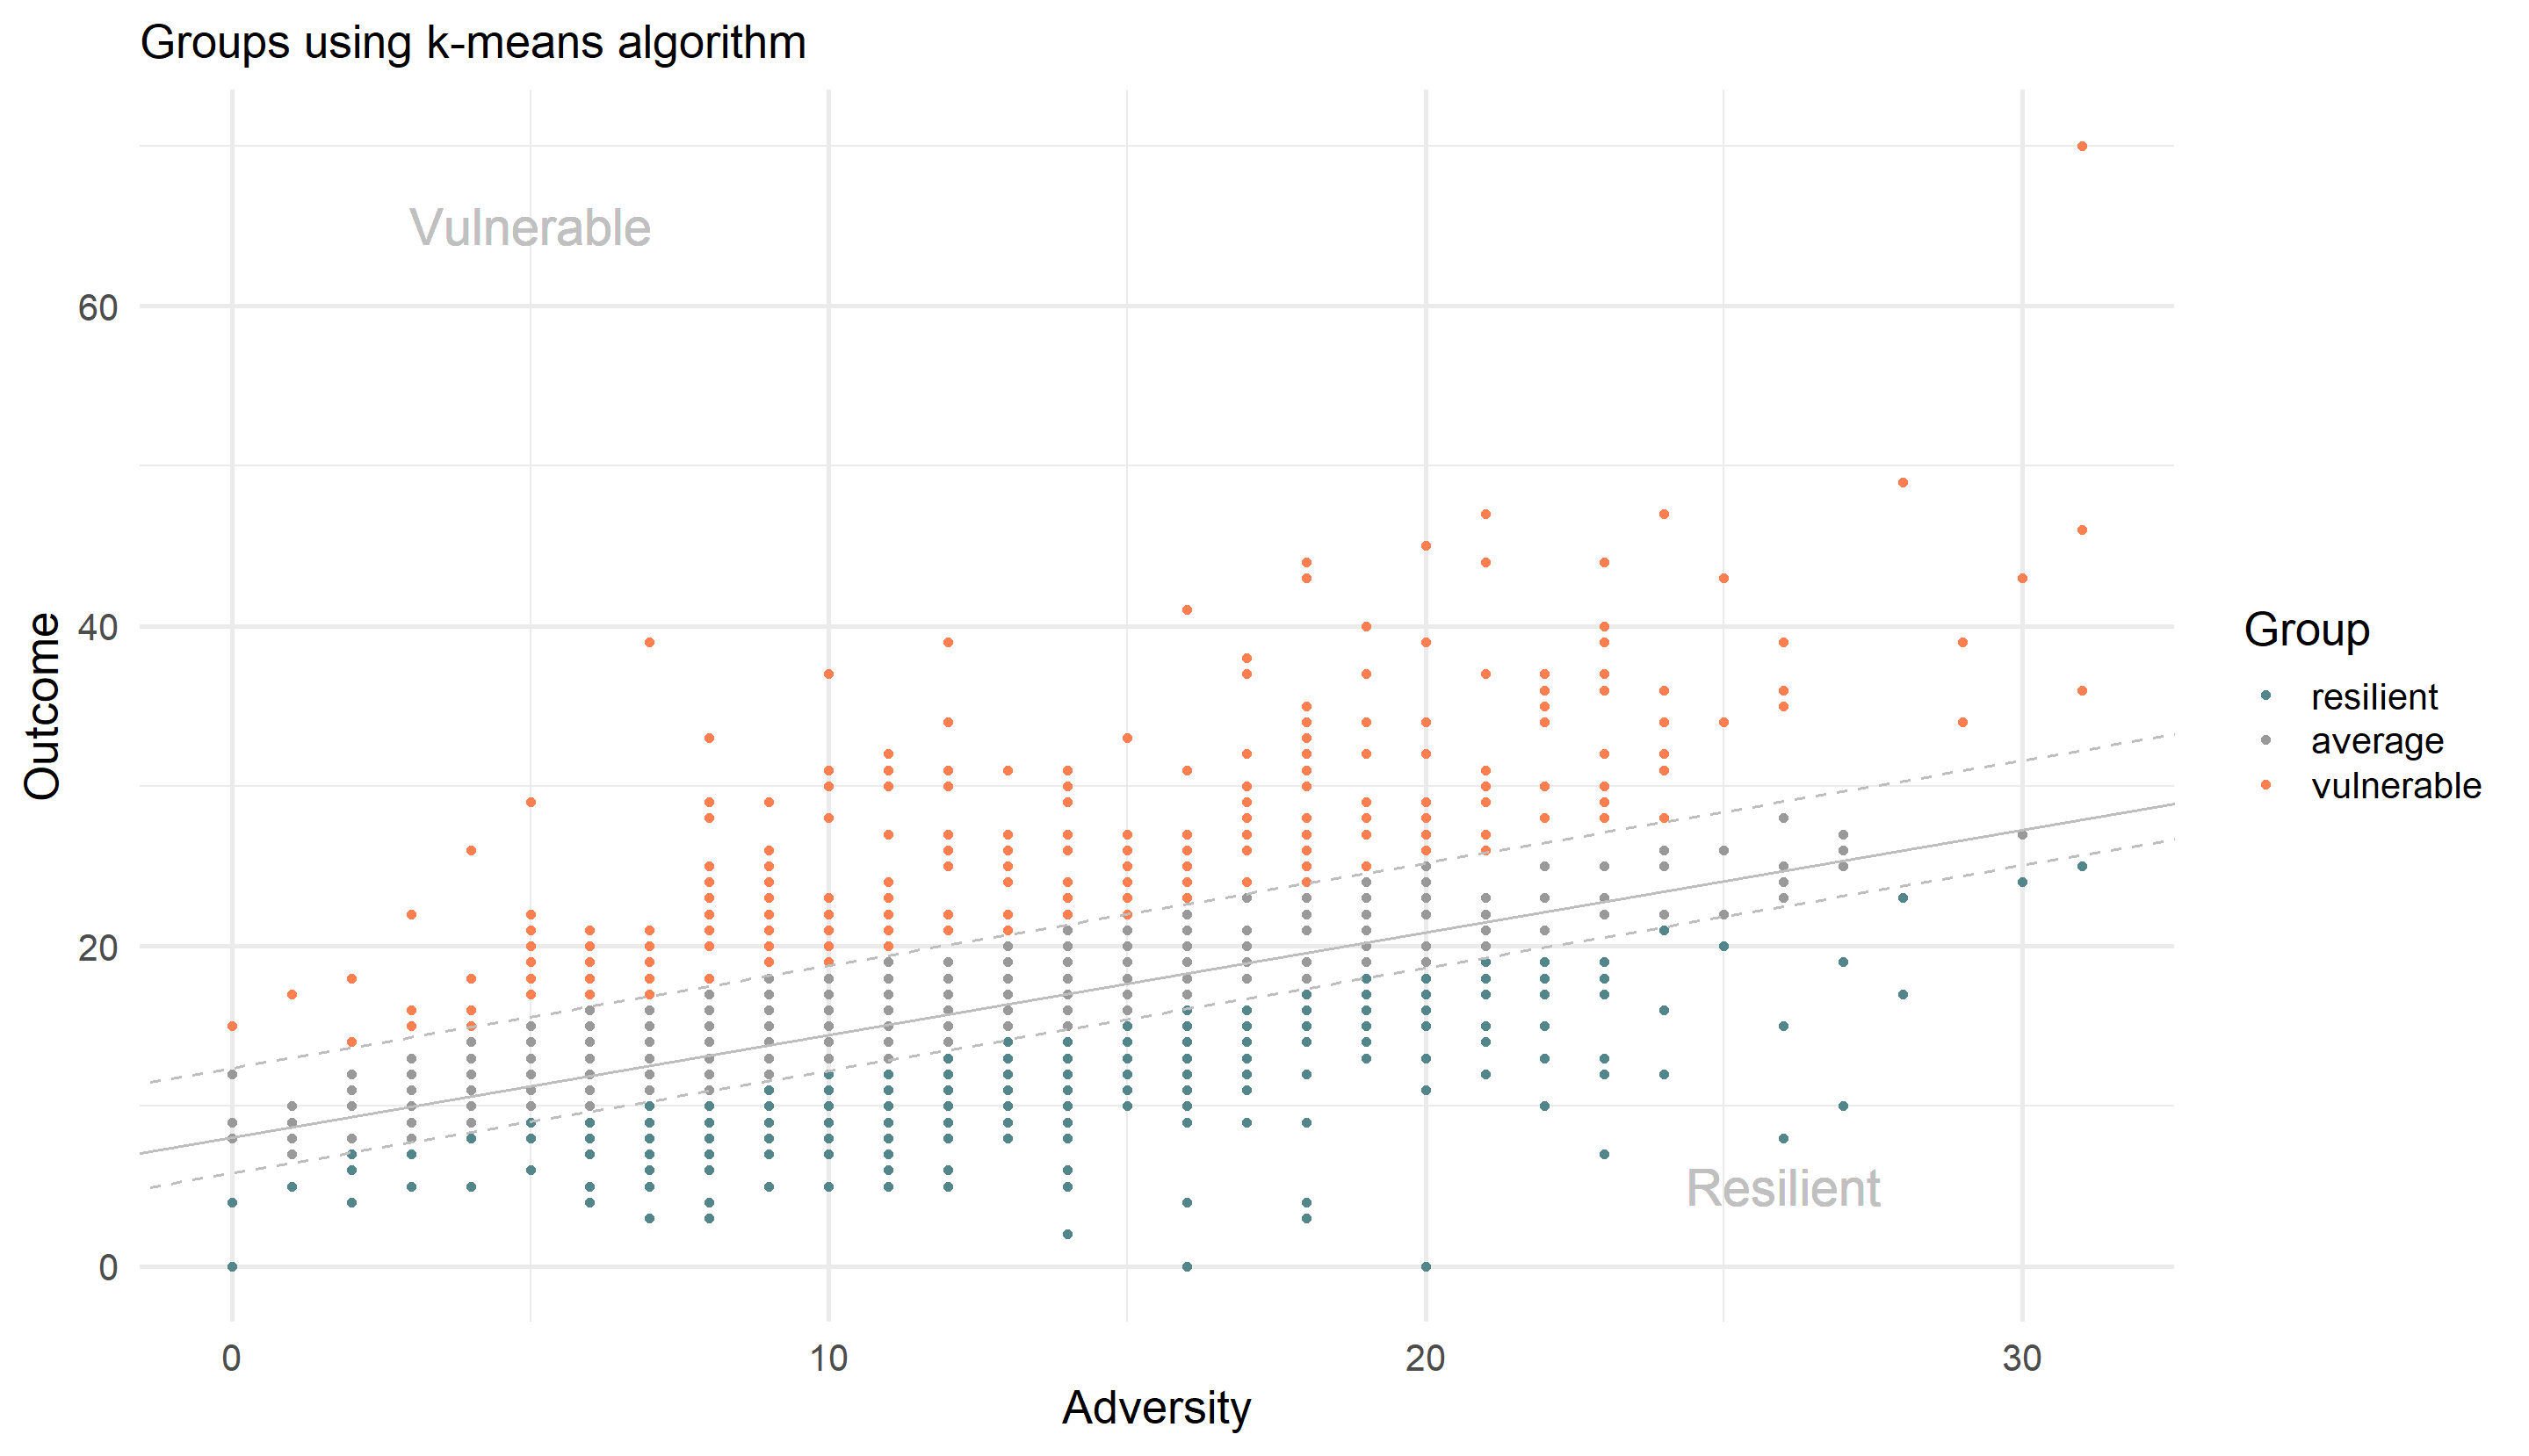 Groups using k-means algorithm
Vulnerable
60
40
20
0
Outcome
Resilient
0 10 20 30
Adversity
Group
resilient
average
vulnerable